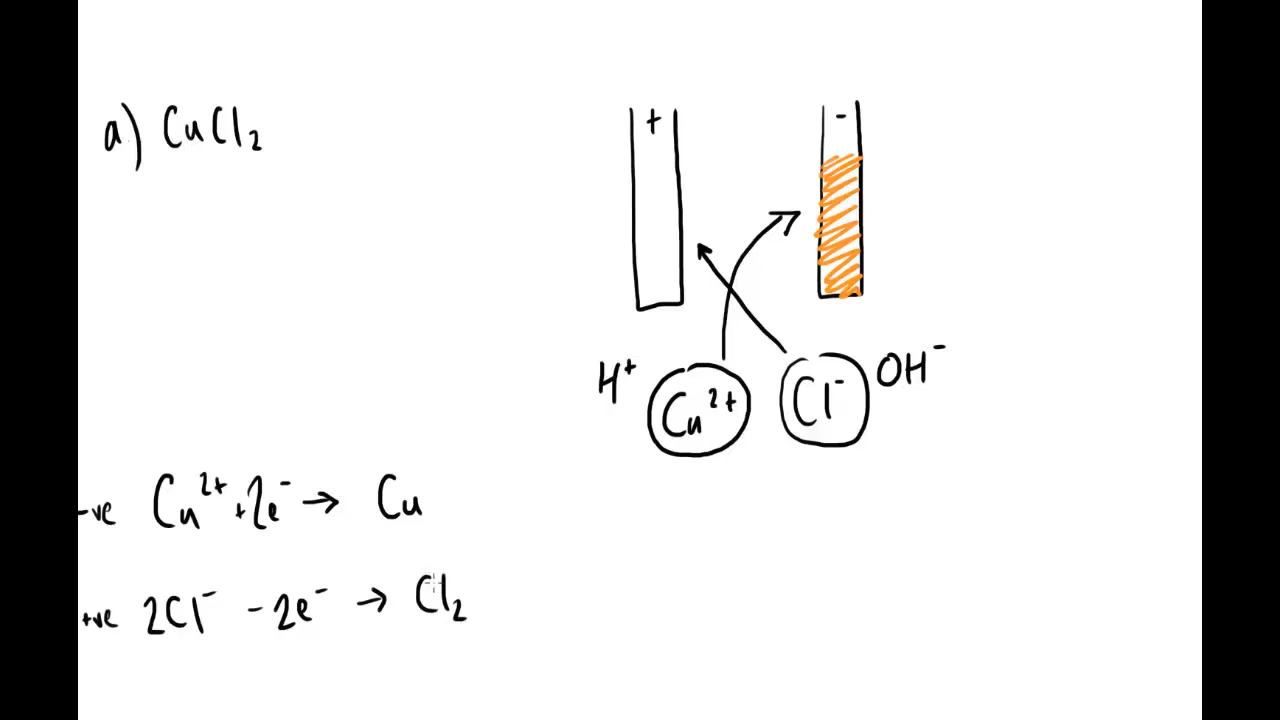 a) CuCl₂
+ -
H⁺ Cu²⁺ Cl⁻ OH⁻
-ve Cu²⁺ + 2e⁻ → Cu
+ve 2Cl⁻ - 2e⁻ → Cl₂